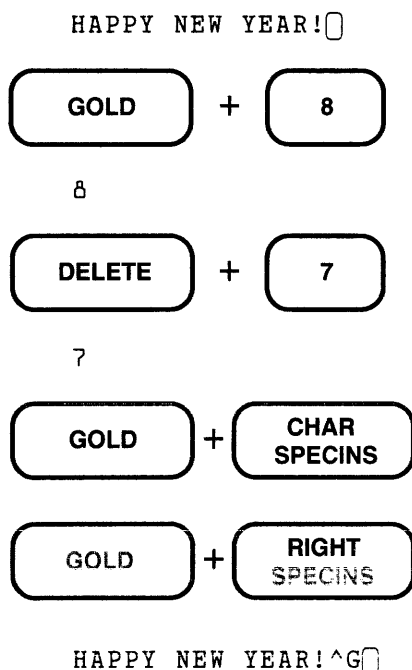 HAPPY NEW YEAR!
GOLD + 8
8
DELETE + 7
7
GOLD + CHAR SPECINS
GOLD + RIGHT SPECINS
HAPPY NEW YEAR!^G